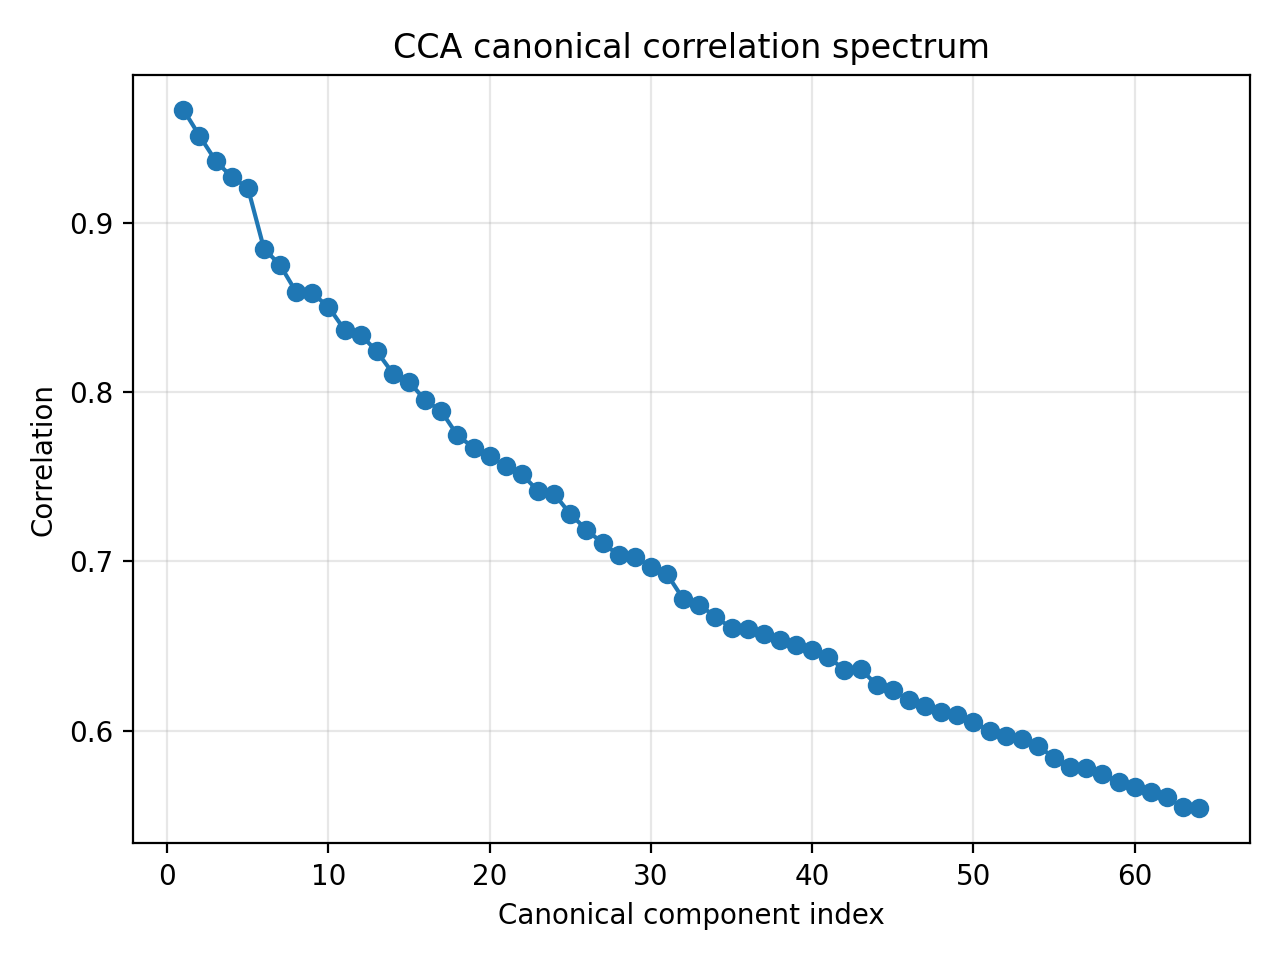 CCA canonical correlation spectrum
Correlation
0.9
0.8
0.7
0.6
0 10 20 30 40 50 60
Canonical component index